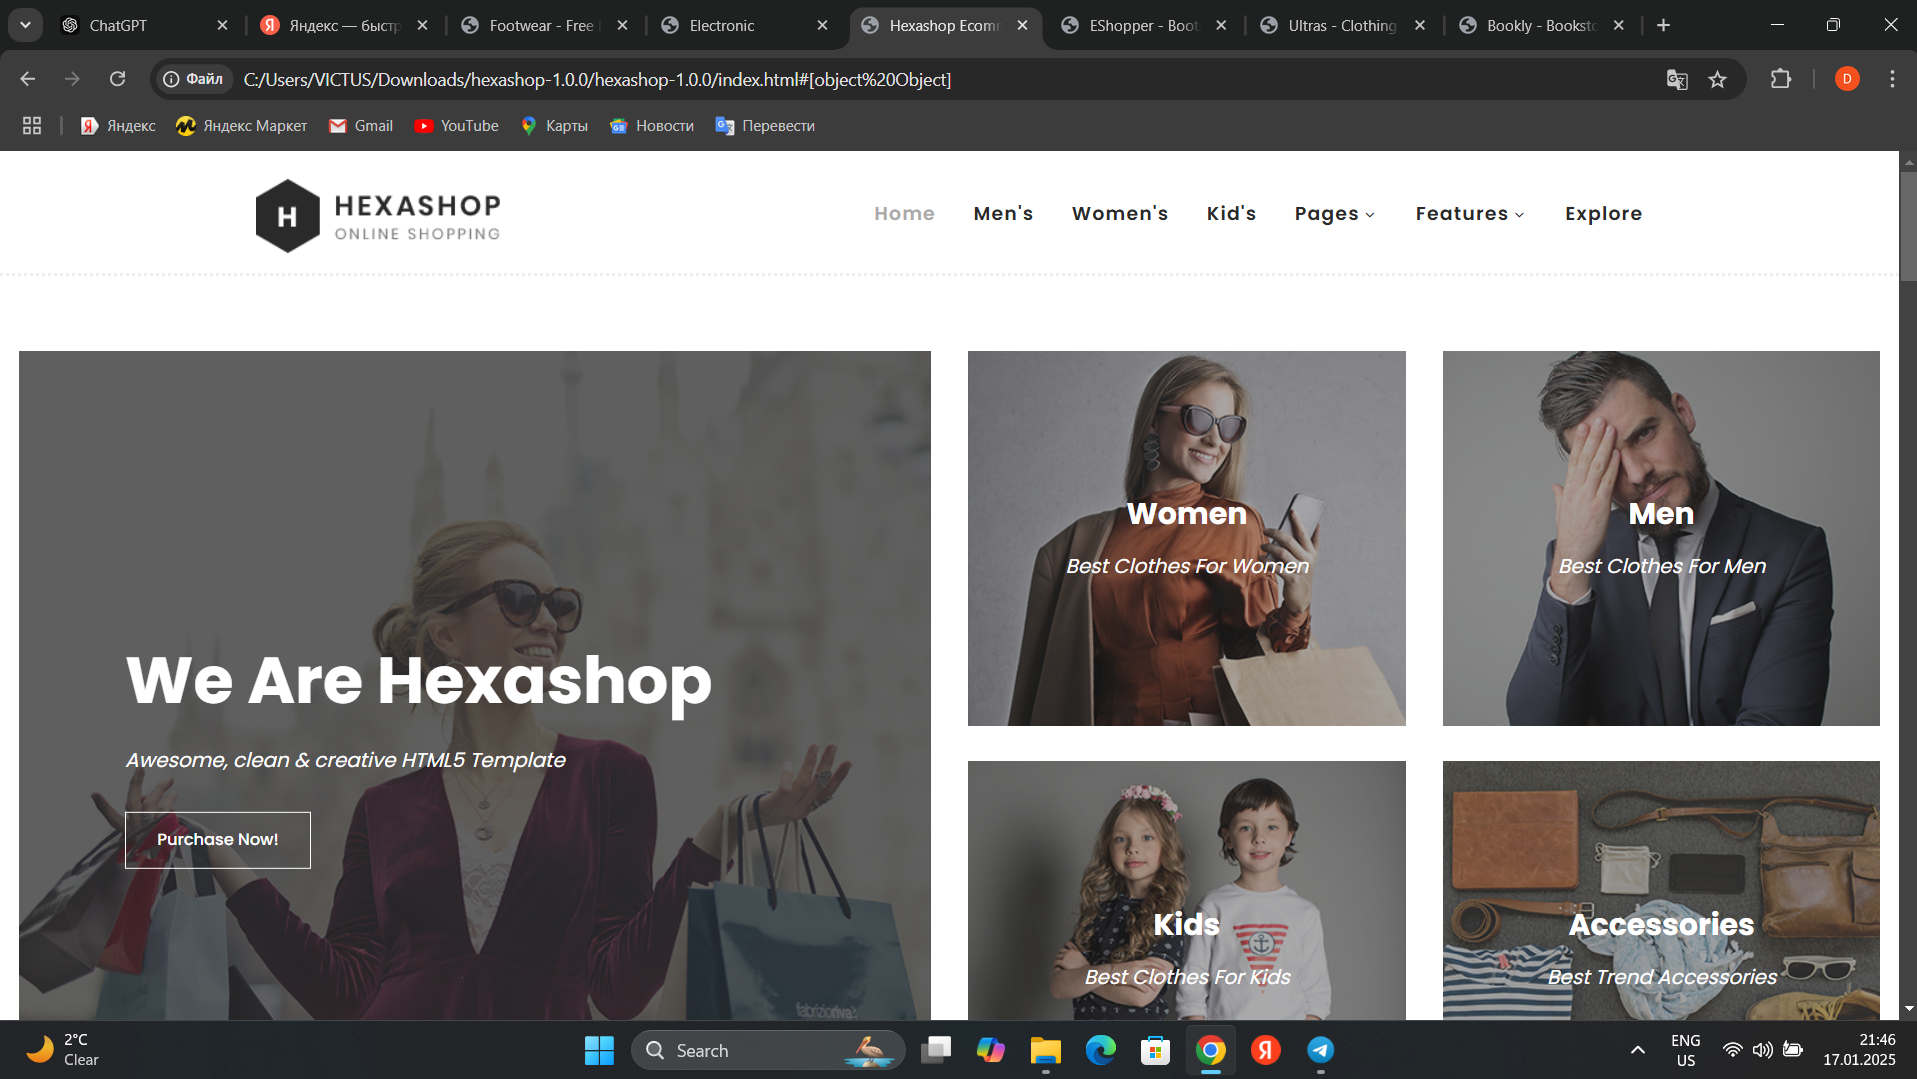 ChatGPT
Яндекс — быстр
Footwear - Free
Electronic
Hexashop Ecom
EShopper - Boot
Ultras - Clothing
Bookly - Booksto
Файл
C:/Users/VICTUS/Downloads/hexashop-1.0.0/hexashop-1.0.0/index.html#[object%20Object]
D
Яндекс
Яндекс Маркет
Gmail
YouTube
Карты
Новости
Перевести
H
HEXASHOP
ONLINE SHOPPING
Home
Men's
Women's
Kid's
Pages
Features
Explore
We Are Hexashop
Awesome, clean & creative HTML5 Template
Purchase Now!
Women
Best Clothes For Women
Men
Best Clothes For Men
Kids
Best Clothes For Kids
Accessories
Best Trend Accessories
2°C
Clear
Search
ENG
US
21:46
17.01.2025